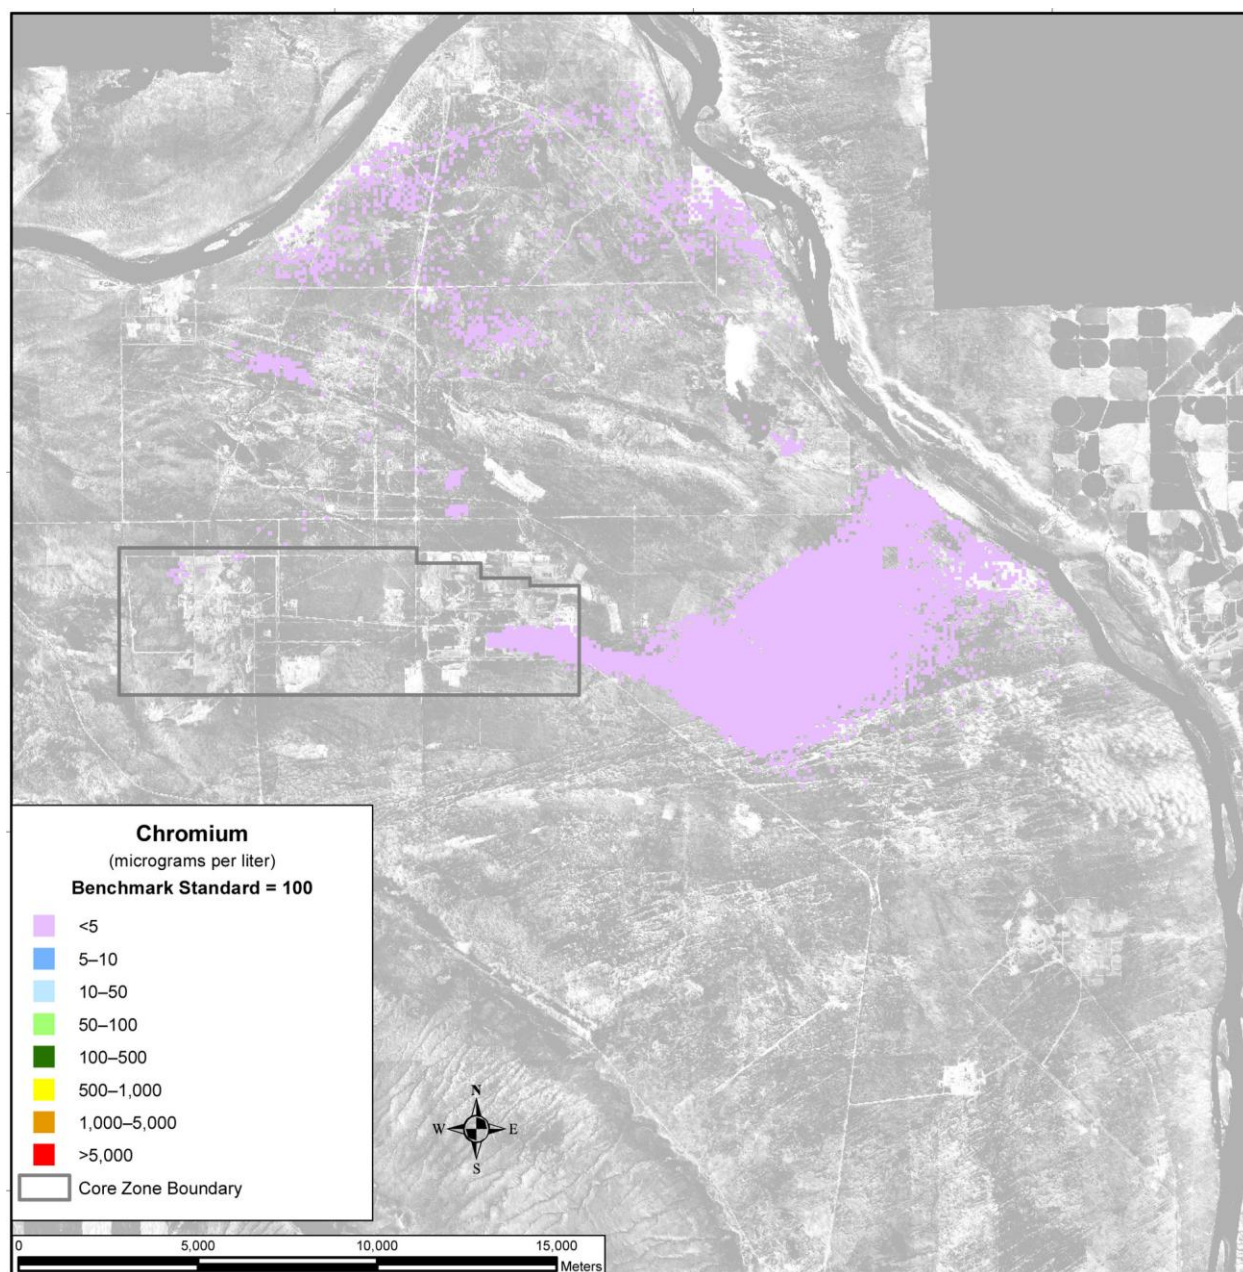 Chromium
(micrograms per liter)
Benchmark Standard = 100
<5
5–10
10–50
50–100
100–500
500–1,000
1,000–5,000
>5,000
Core Zone Boundary
N
W E
S
0 5,000 10,000 15,000
Meters